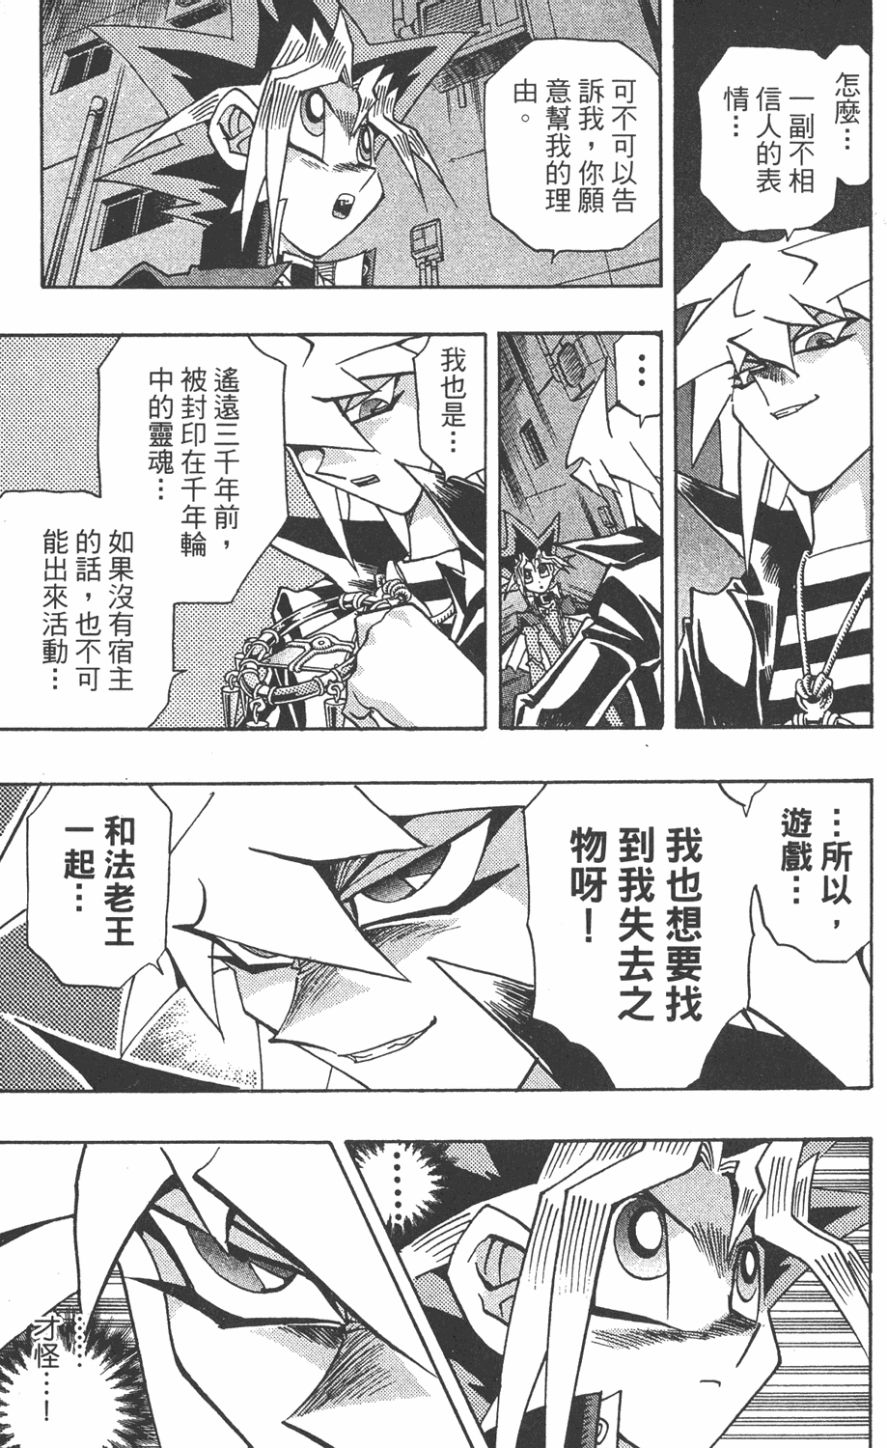 怎麼…
一副不相
信人的表
情…
可不可以告
訴我，你願
意幫我的理
由。
…
我也是…
遙遠三千年前，
被封印在千年輪
中的靈魂…
如果沒有宿主
的話，也不可
能出來活動…
…所以，
遊戲…
我也想要找
到我失去之
物呀！
和法老王
一起…
……
……
才怪…！